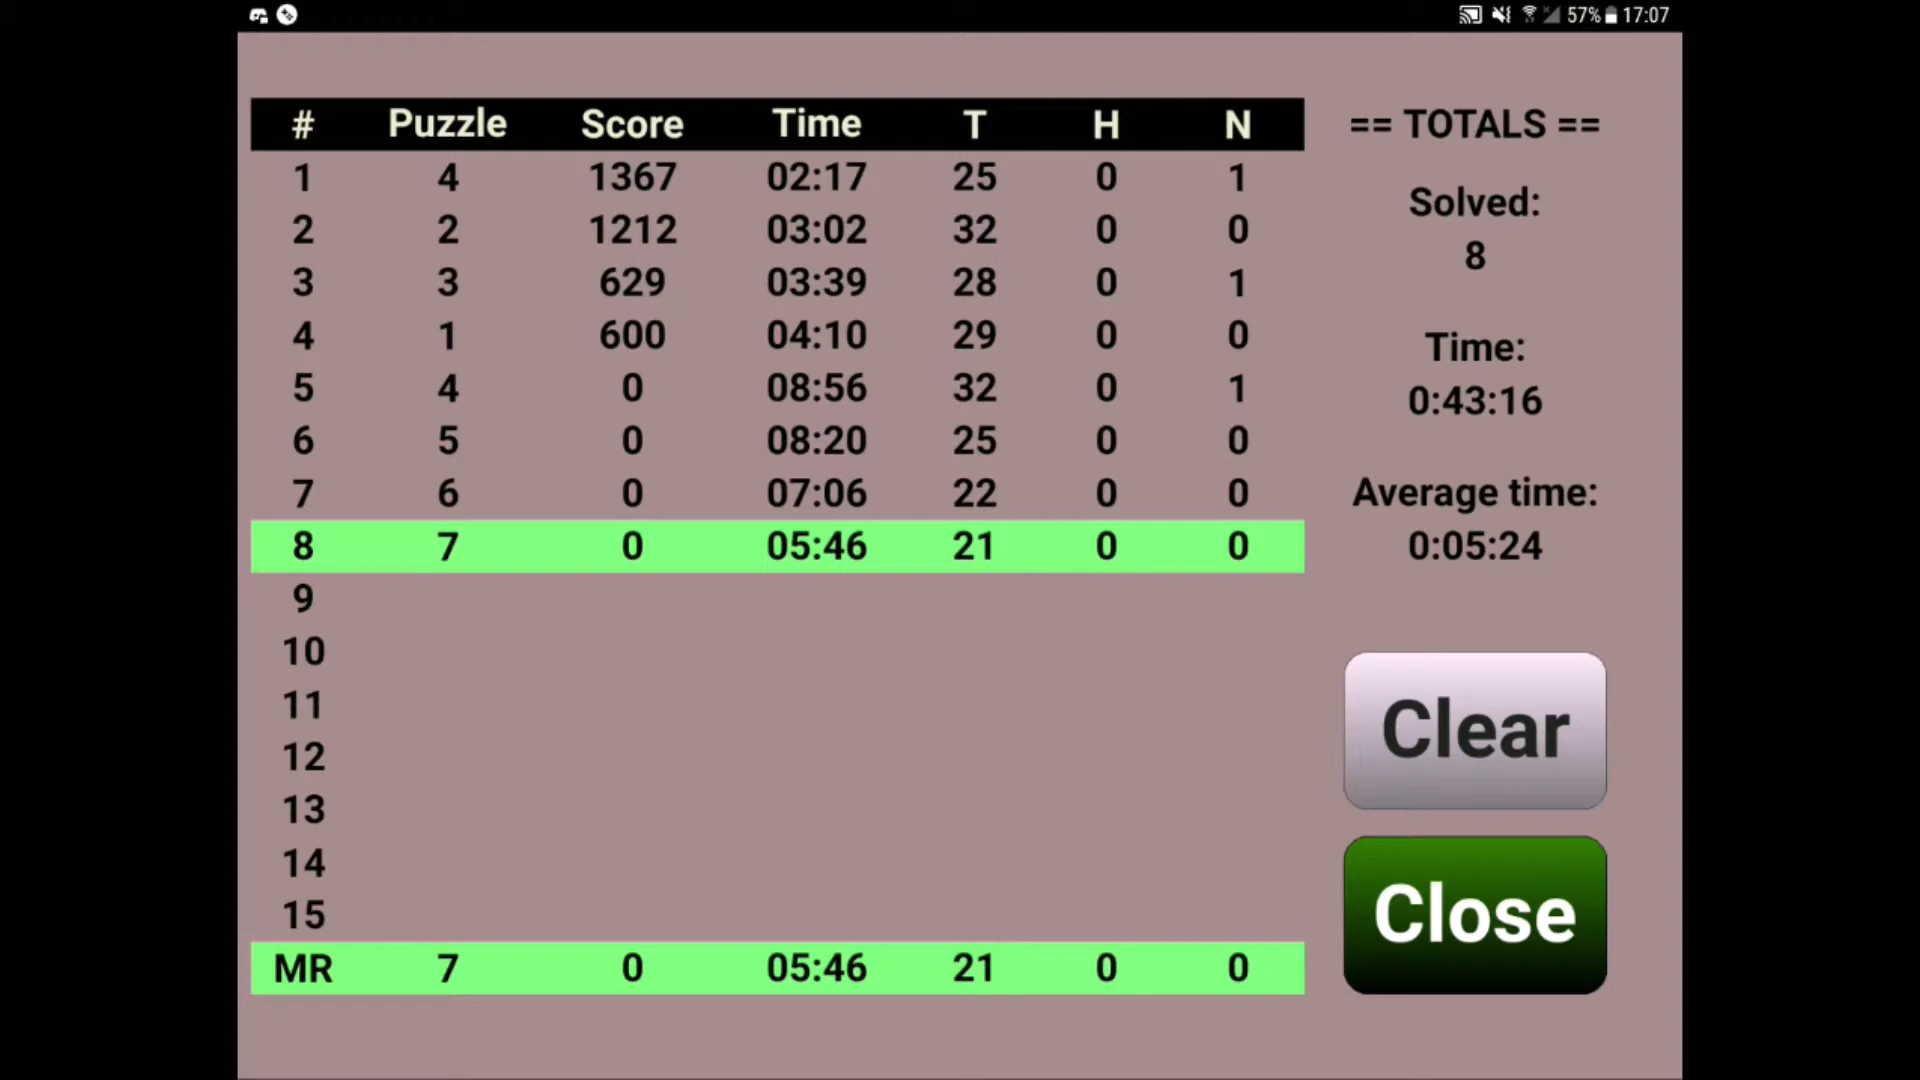 57% 17:07
# Puzzle Score Time T H N
1 4 1367 02:17 25 0 1
2 2 1212 03:02 32 0 0
3 3 629 03:39 28 0 1
4 1 600 04:10 29 0 0
5 4 0 08:56 32 0 1
6 5 0 08:20 25 0 0
7 6 0 07:06 22 0 0
8 7 0 05:46 21 0 0
9
10
11
12
13
14
15
MR 7 0 05:46 21 0 0
== TOTALS ==
Solved:
8
Time:
0:43:16
Average time:
0:05:24
Clear
Close